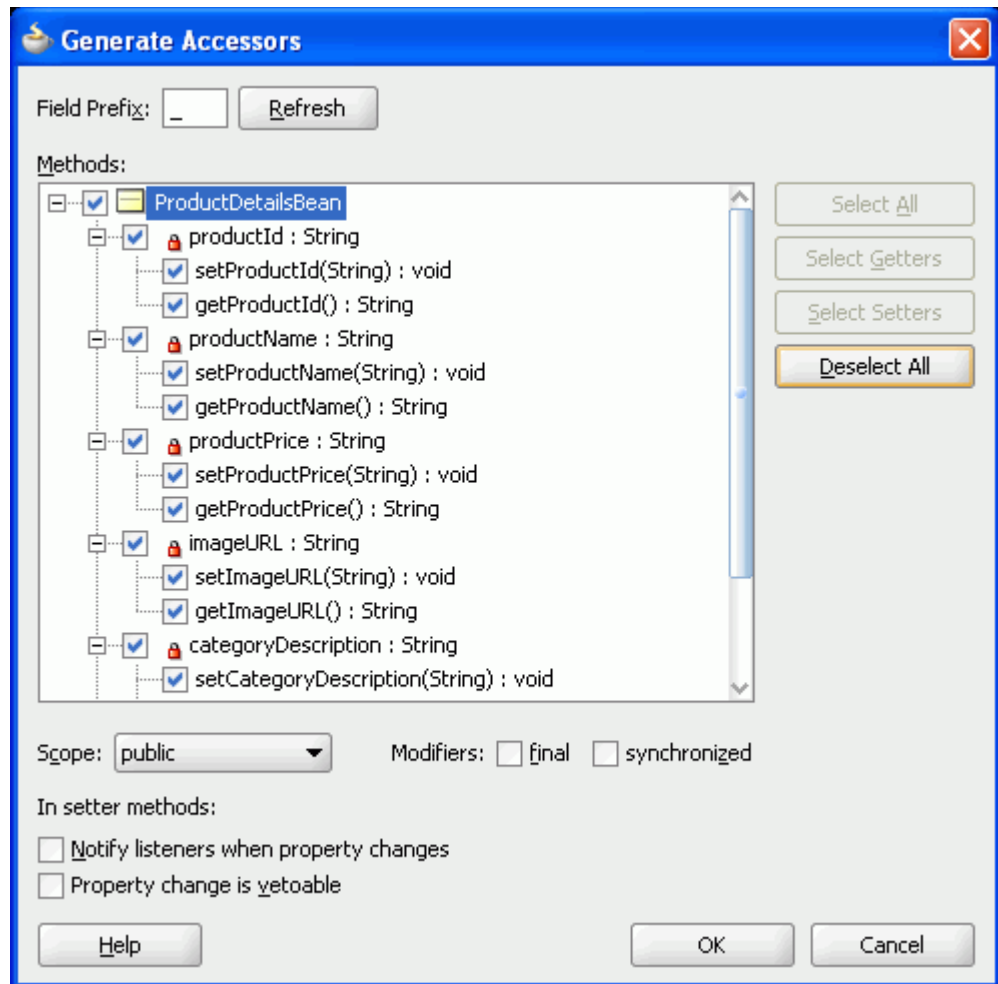 Generate Accessors
Field Prefix: _ Refresh
Methods:
ProductDetailsBean
productId : String
setProductId(String) : void
getProductId() : String
productName : String
setProductName(String) : void
getProductName() : String
productPrice : String
setProductPrice(String) : void
getProductPrice() : String
imageURL : String
setImageURL(String) : void
getImageURL() : String
categoryDescription : String
setCategoryDescription(String) : void
Select All
Select Getters
Select Setters
Deselect All
Scope: public Modifiers: final synchronized
In setter methods:
Notify listeners when property changes
Property change is vetoable
Help OK Cancel